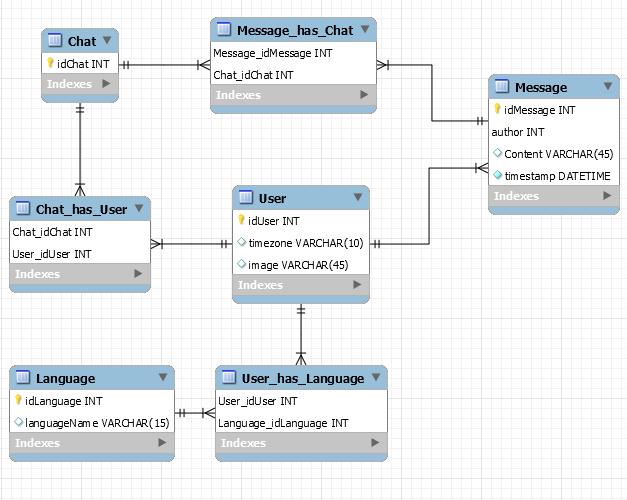 Chat
idChat INT
Indexes
Message_has_Chat
Message_idMessage INT
Chat_idChat INT
Indexes
Message
idMessage INT
author INT
Content VARCHAR(45)
timestamp DATETIME
Indexes
Chat_has_User
Chat_idChat INT
User_idUser INT
Indexes
User
idUser INT
timezone VARCHAR(10)
image VARCHAR(45)
Indexes
Language
idLanguage INT
languageName VARCHAR(15)
Indexes
User_has_Language
User_idUser INT
Language_idLanguage INT
Indexes